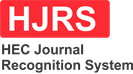 HJRS
HEC Journal
Recognition System